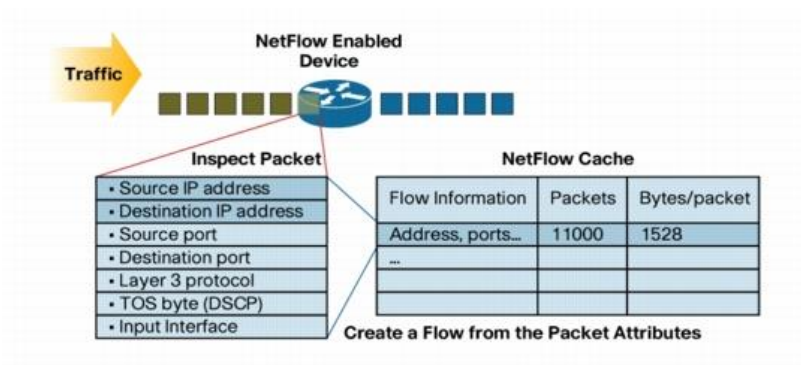 NetFlow Enabled
Device
Traffic
Inspect Packet
• Source IP address
• Destination IP address
• Source port
• Destination port
• Layer 3 protocol
• TOS byte (DSCP)
• Input Interface
NetFlow Cache
Flow Information Packets Bytes/packet
Address, ports... 11000 1528
...
Create a Flow from the Packet Attributes